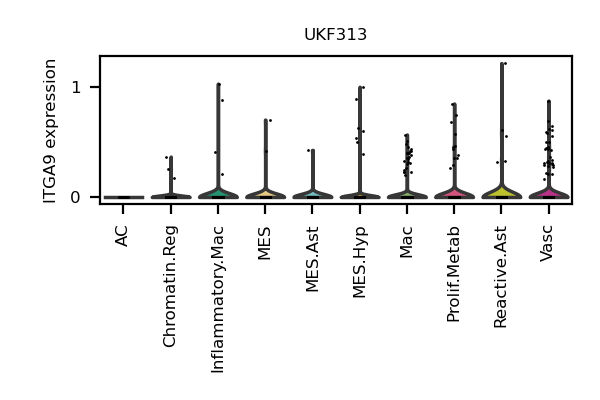 UKF313
ITGA9 expression
1
0
AC
Chromatin.Reg
Inflammatory.Mac
MES
MES.Ast
MES.Hyp
Mac
Prolif.Metab
Reactive.Ast
Vasc